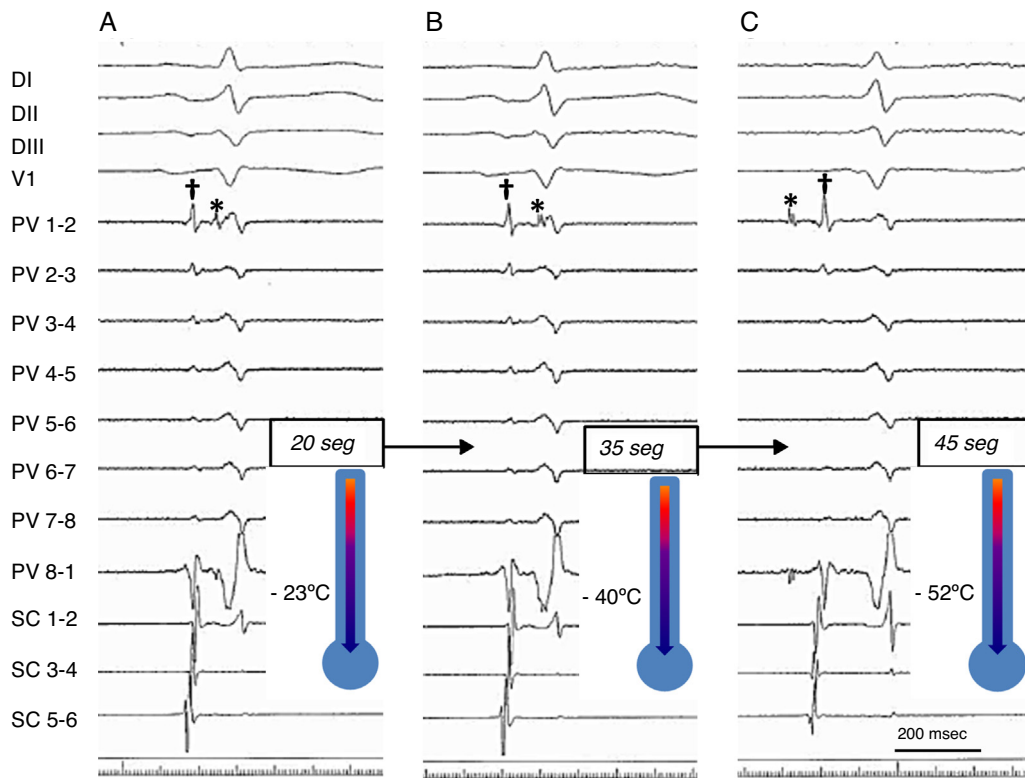 A
B
C
DI
DII
DIII
V1
† * † * * †
PV 1-2
PV 2-3
PV 3-4
PV 4-5
PV 5-6
20 seg
35 seg
45 seg
PV 6-7
PV 7-8
PV 8-1
- 23ºC
- 40ºC
- 52ºC
SC 1-2
SC 3-4
SC 5-6
200 msec